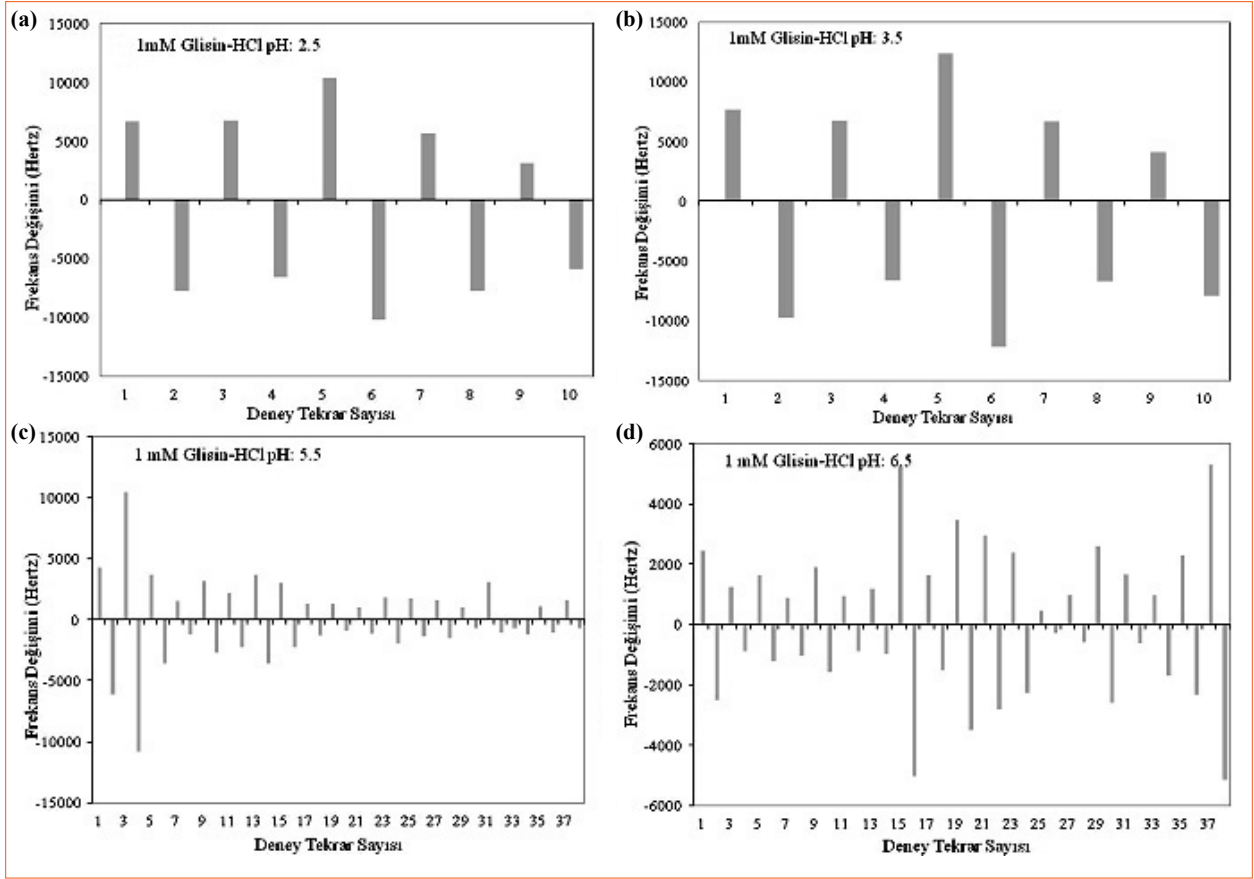 (a)
1mM Glisin-HCl pH: 2.5
Frekans Değişimi (Hertz)
15000
10000
5000
0
-5000
-10000
-15000
1 2 3 4 5 6 7 8 9 10
Deney Tekrar Sayısı
(b)
1mM Glisin-HCl pH: 3.5
Frekans Değişimi (Hertz)
15000
10000
5000
0
-5000
-10000
-15000
1 2 3 4 5 6 7 8 9 10
Deney Tekrar Sayısı
(c)
1 mM Glisin-HCl pH: 5.5
Frekans Değişimi (Hertz)
15000
10000
5000
0
-5000
-10000
-15000
1 3 5 7 9 11 13 15 17 19 21 23 25 27 29 31 33 35 37
Deney Tekrar Sayısı
(d)
1 mM Glisin-HCl pH: 6.5
Frekans Değişimi (Hertz)
6000
4000
2000
0
-2000
-4000
-6000
1 3 5 7 9 11 13 15 17 19 21 23 25 27 29 31 33 35 37
Deney Tekrar Sayısı